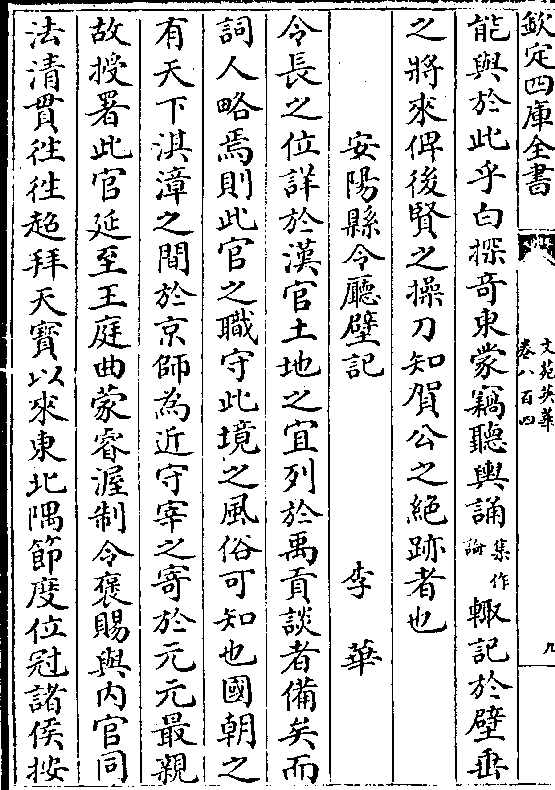 欽定四庫全書
文苑英華
卷八百四
九
能與於此乎白探奇東蒙竊聽輿誦集作論輙記於壁垂
之將來俾後賢之操刀知賀公之絶跡者也
安陽縣令廳壁記 李華
令長之位詳於漢官土地之宜列於禹貢談者備矣而
詞人略焉則此官之職守此境之風俗可知也國朝之
有天下淇漳之間於京師為近守宰之寄於元元最親
故授署此官延至王庭曲蒙睿渥制令褒賜與内官同
法清貫徃徃超拜天寳以來東北隅節度位冠諸侯按